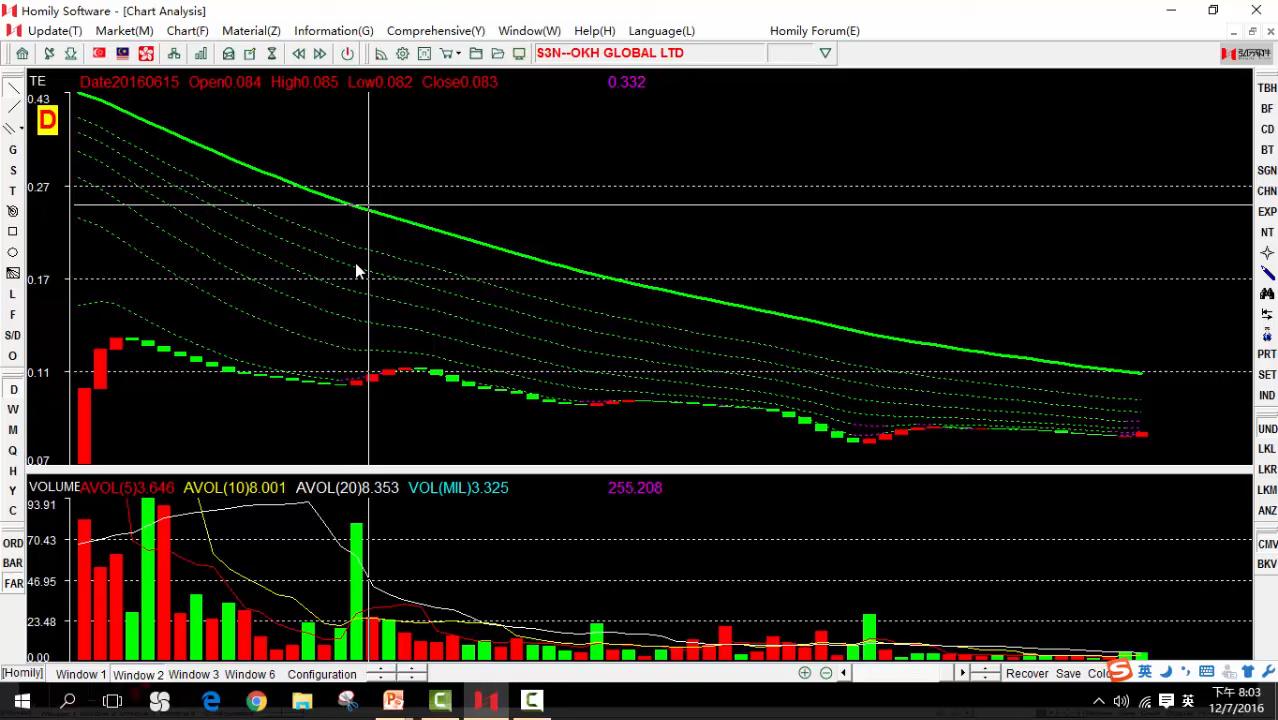 Homily Software - [Chart Analysis]
Update(T) Market(M) Chart(F) Material(Z) Information(G) Comprehensive(Y) Window(W) Help(H) Language(L) Homily Forum(E)
S3N--OKH GLOBAL LTD
TE Date20160615 Open0.084 High0.085 Low0.082 Close0.083 0.332
0.43
D
0.27
0.17
0.11
0.07
VOLUME AVOL(5)3.646 AVOL(10)8.001 AVOL(20)8.353 VOL(MIL)3.325 255.208
93.91
70.43
46.95
23.48
0.00
G
S
T
L
F
S/D
O
D
W
M
Q
H
Y
C
ORD
BAR
FAR
TBH
BF
CD
BT
SGN
CHN
EXP
NT
PRT
SET
IND
UND
LKL
LKR
LKM
ANZ
CMV
BKV
[Homily] Window 1 Window 2 Window 3 Window 6 Configuration Recover Save
英
英 下午 8:03
12/7/2016